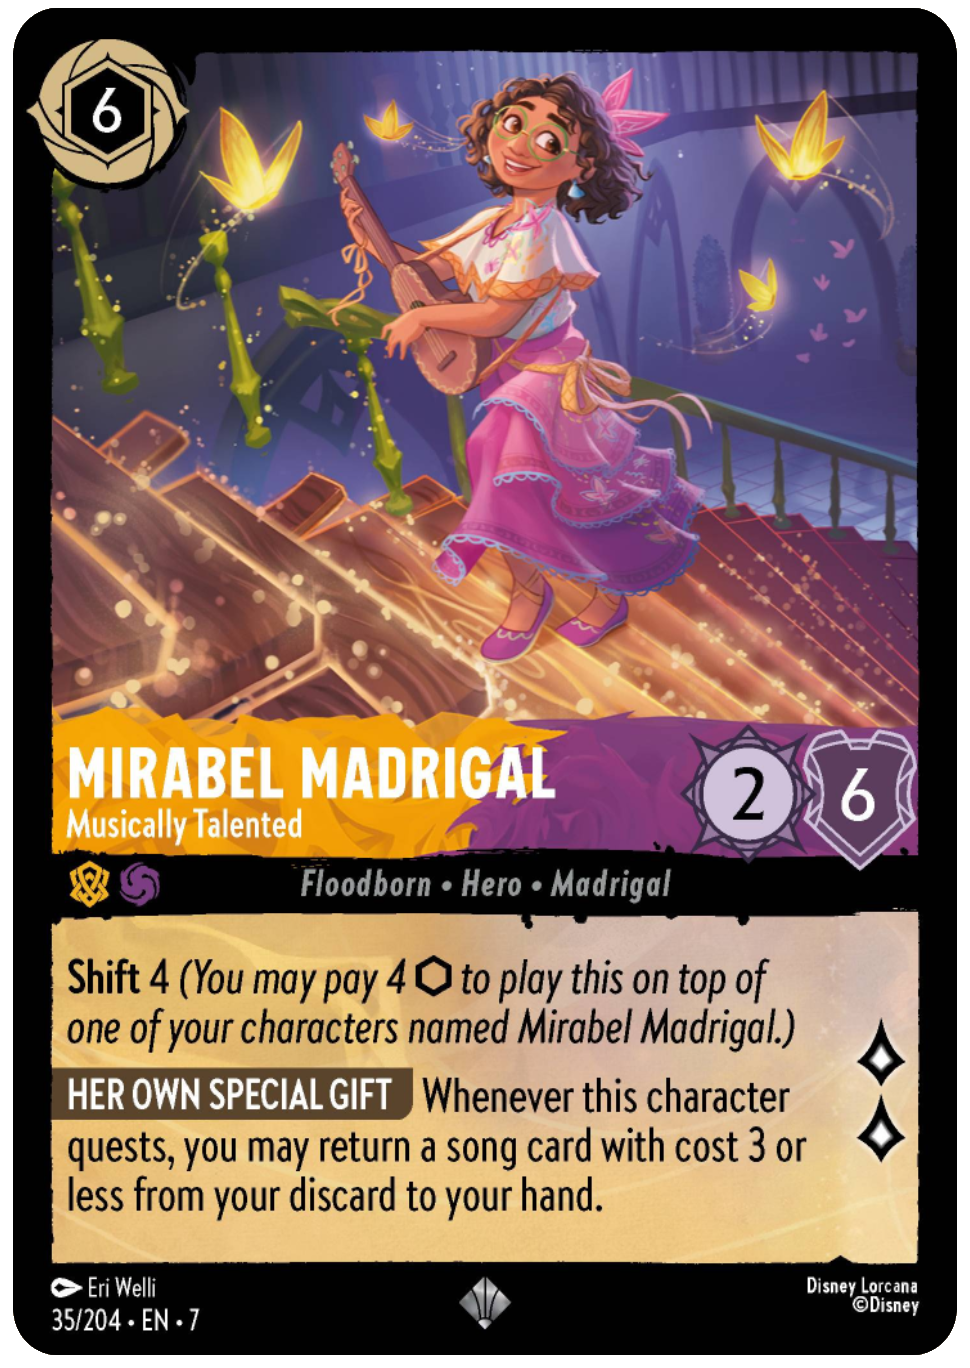 6
MIRABEL MADRIGAL
Musically Talented
2
6
Floodborn • Hero • Madrigal
Shift 4 (You may pay 4 ⬡ to play this on top of
one of your characters named Mirabel Madrigal.)
HER OWN SPECIAL GIFT Whenever this character
quests, you may return a song card with cost 3 or
less from your discard to your hand.
Eri Welli
35/204 • EN • 7
Disney Lorcana
©Disney